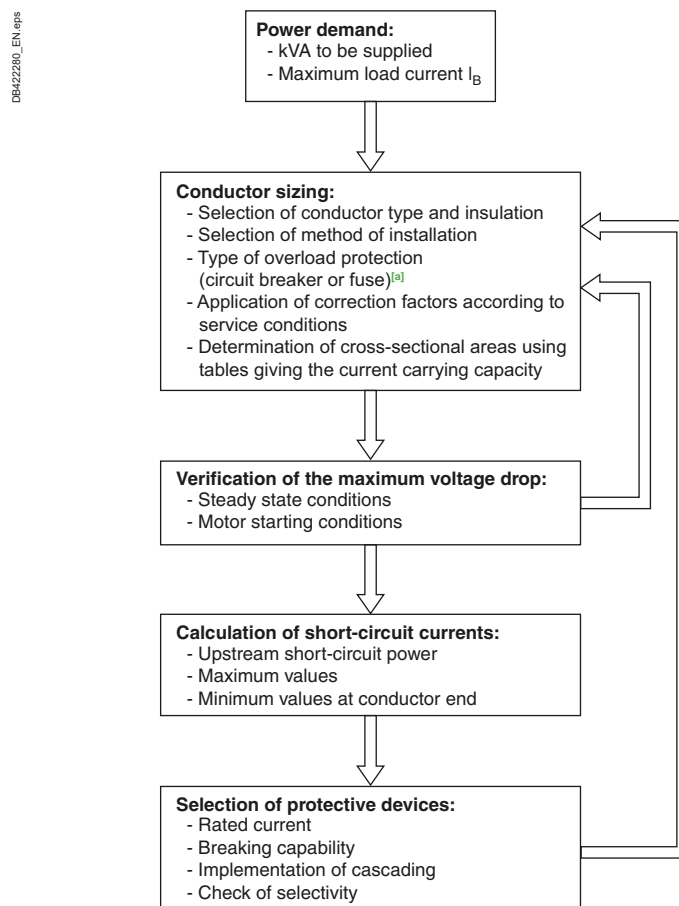 DB422280_EN.eps
Power demand:
- kVA to be supplied
- Maximum load current I_B
Conductor sizing:
- Selection of conductor type and insulation
- Selection of method of installation
- Type of overload protection
(circuit breaker or fuse)[a]
- Application of correction factors according to
service conditions
- Determination of cross-sectional areas using
tables giving the current carrying capacity
Verification of the maximum voltage drop:
- Steady state conditions
- Motor starting conditions
Calculation of short-circuit currents:
- Upstream short-circuit power
- Maximum values
- Minimum values at conductor end
Selection of protective devices:
- Rated current
- Breaking capability
- Implementation of cascading
- Check of selectivity